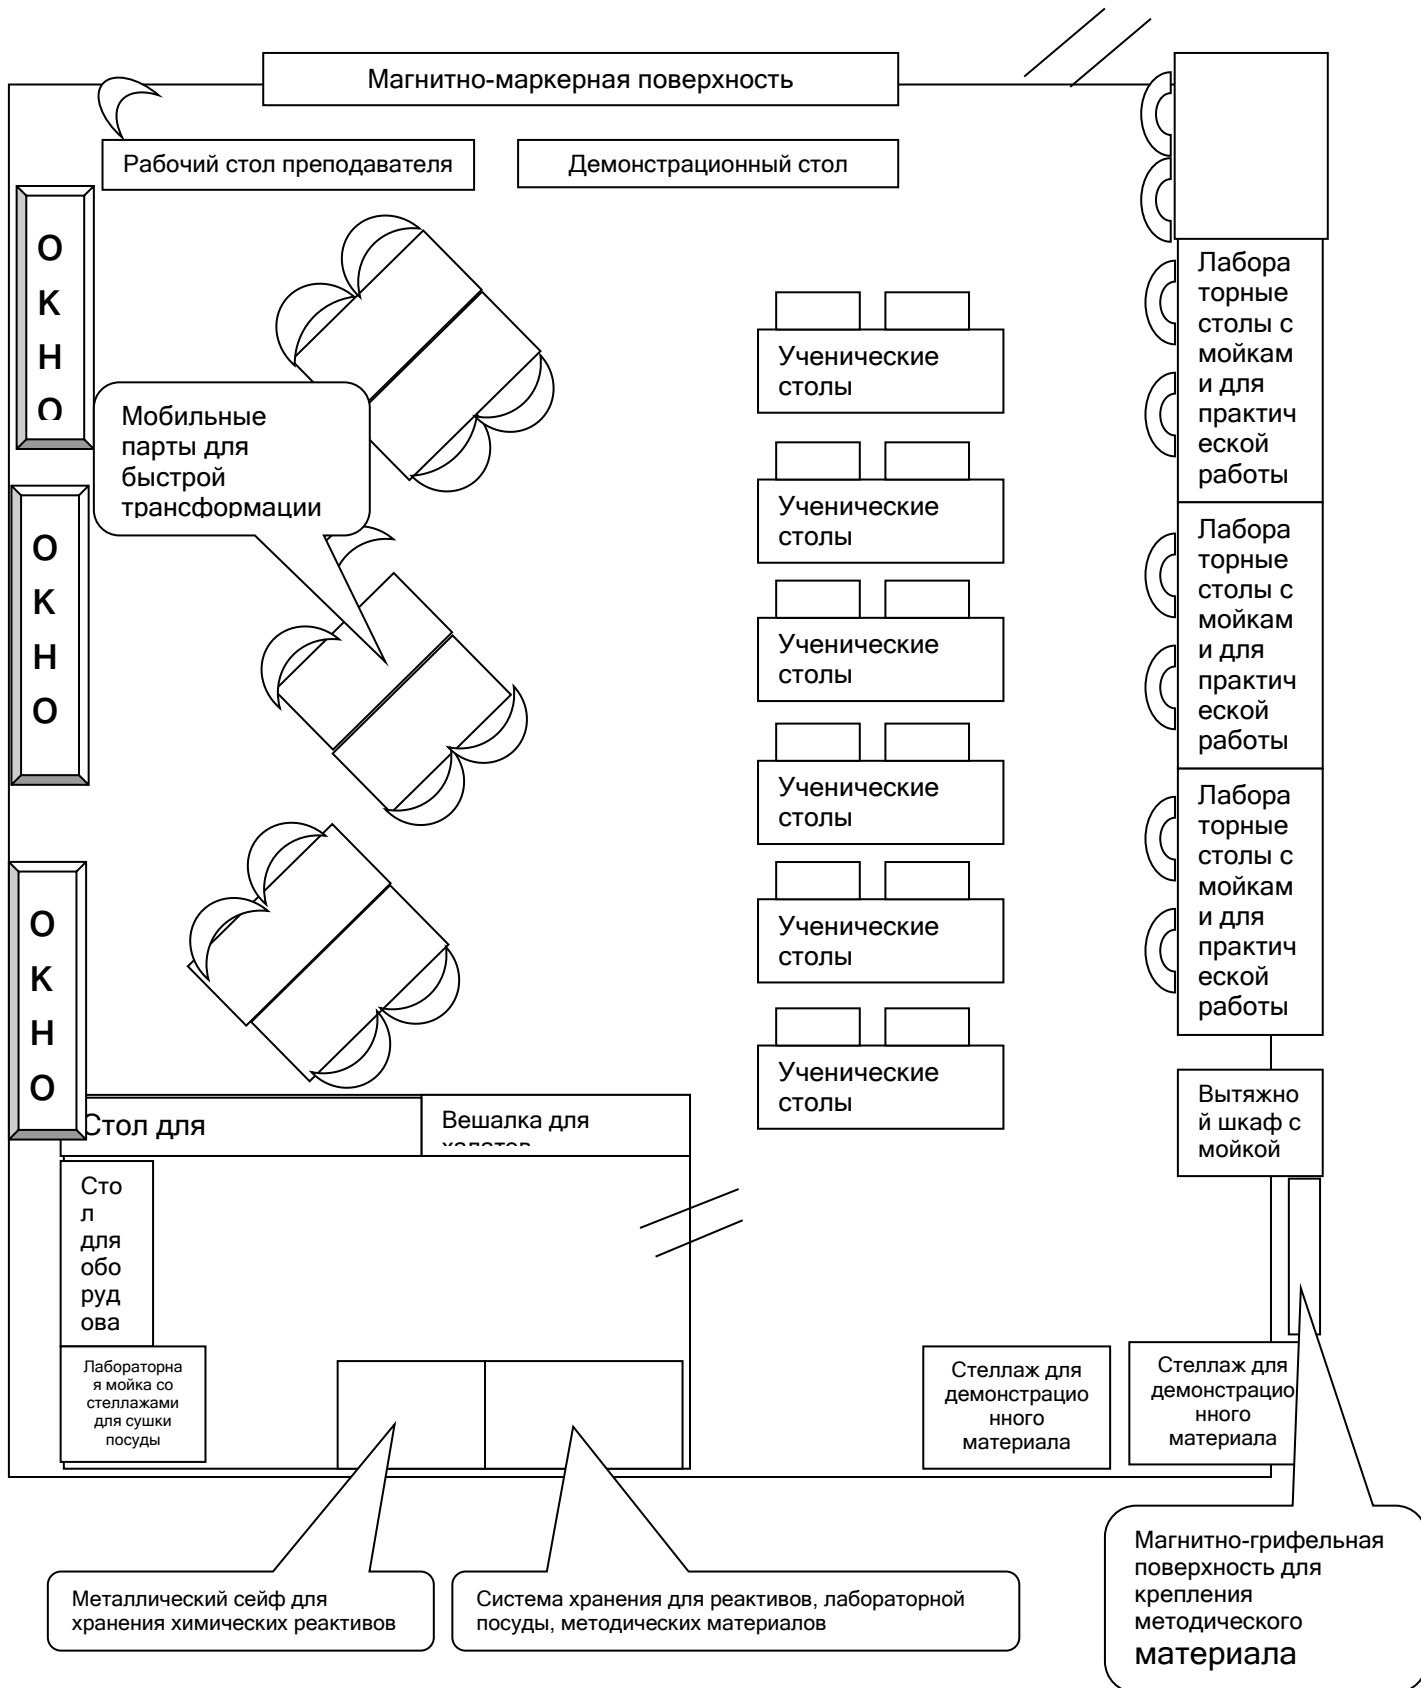 Магнитно-маркерная поверхность
Рабочий стол преподавателя
Демонстрационный стол
О
К
Н
О
О
К
Н
О
О
К
Н
О
Мобильные
парты для
быстрой
трансформации
Ученические
столы
Ученические
столы
Ученические
столы
Ученические
столы
Ученические
столы
Ученические
столы
Лабора
торные
столы с
мойкам
и для
практич
еской
работы
Лабора
торные
столы с
мойкам
и для
практич
еской
работы
Лабора
торные
столы с
мойкам
и для
практич
еской
работы
Вытяжно
й шкаф с
мойкой
Стол для
Вешалка для
халатов
Сто
л
для
обо
руд
ова
Лабораторна
я мойка со
стеллажами
для сушки
посуды
Стеллаж для
демонстрацио
нного
материала
Стеллаж для
демонстрацио
нного
материала
Металлический сейф для
хранения химических реактивов
Система хранения для реактивов, лабораторной
посуды, методических материалов
Магнитно-грифельная
поверхность для
крепления
методического
материала